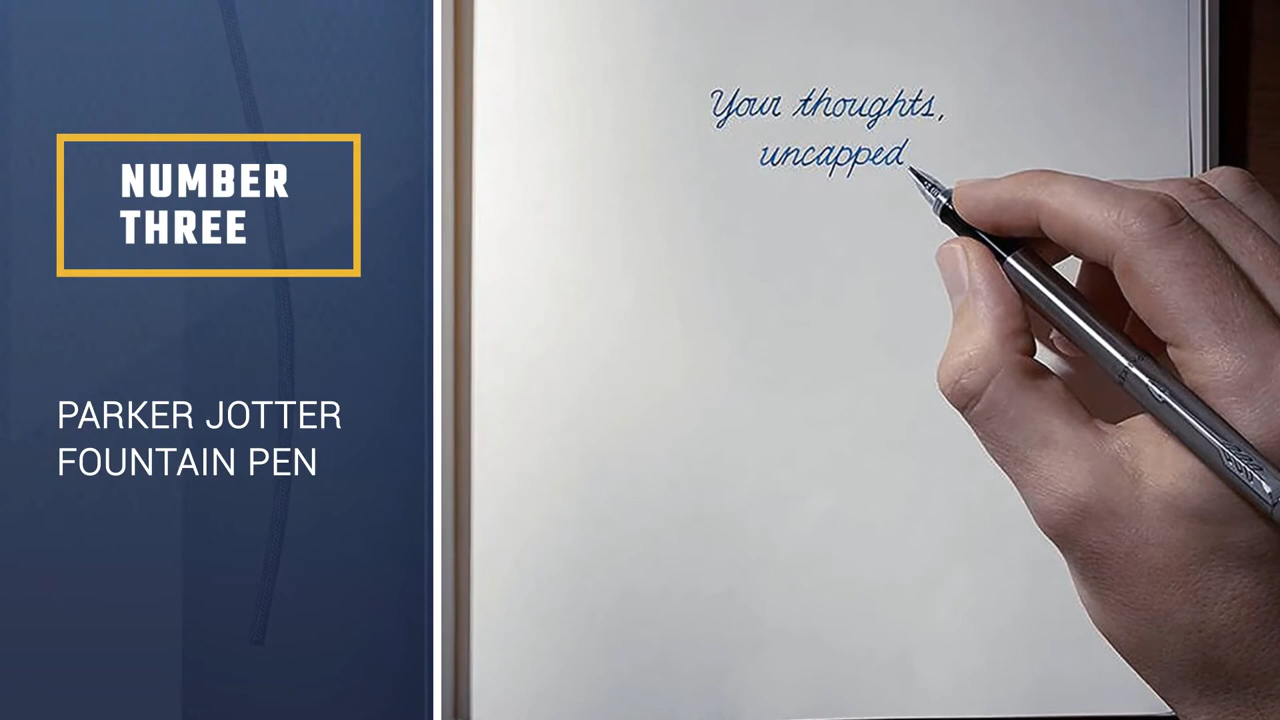 NUMBER
THREE
PARKER JOTTER
FOUNTAIN PEN
Your thoughts,
uncapped